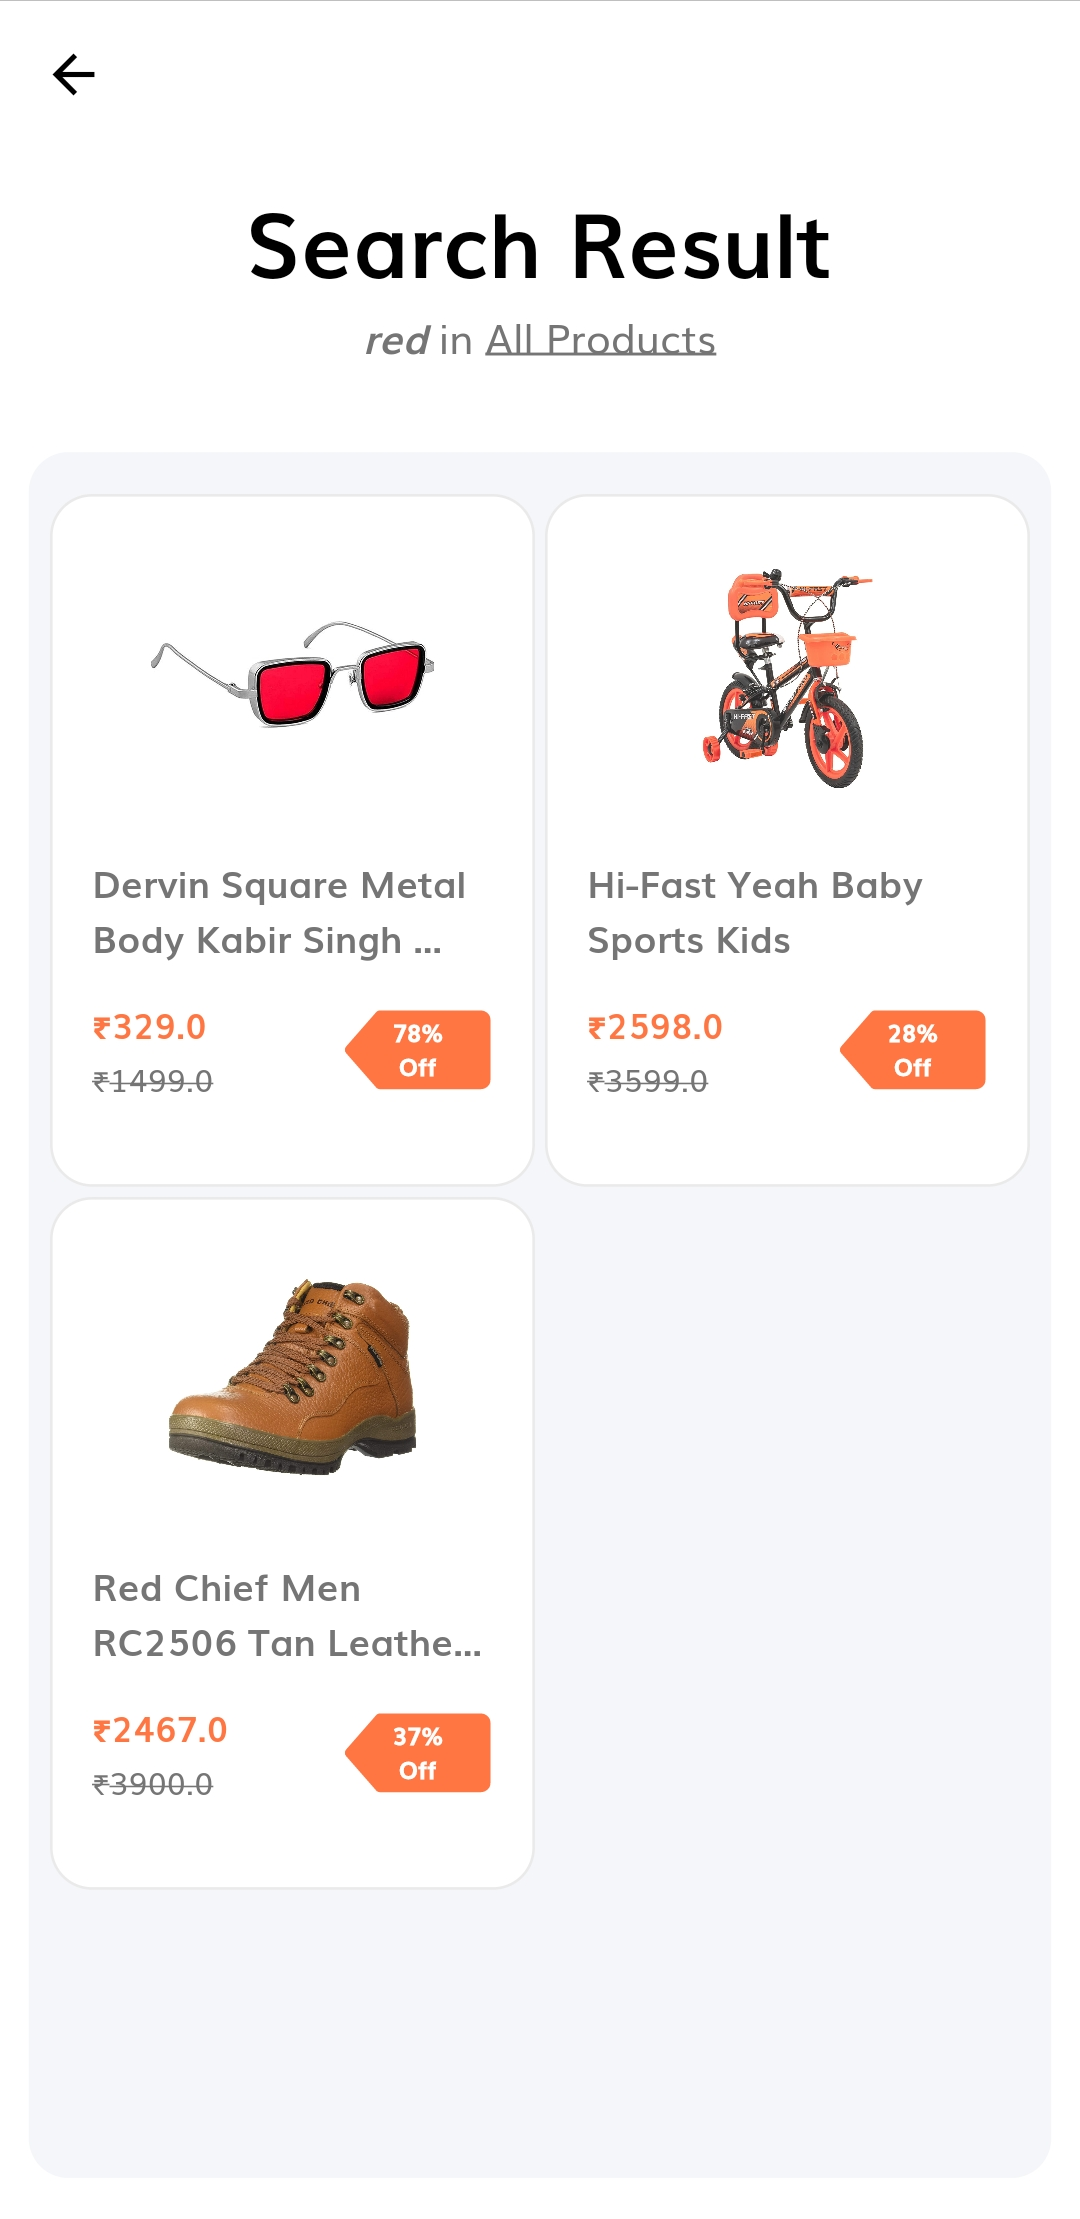 Search Result
red in All Products
HI-FAST
Dervin Square Metal
Body Kabir Singh ...
₹329.0
₹1499.0
78%
Off
Hi-Fast Yeah Baby
Sports Kids
₹2598.0
₹3599.0
28%
Off
Red Chief Men
RC2506 Tan Leathe...
₹2467.0
₹3900.0
37%
Off